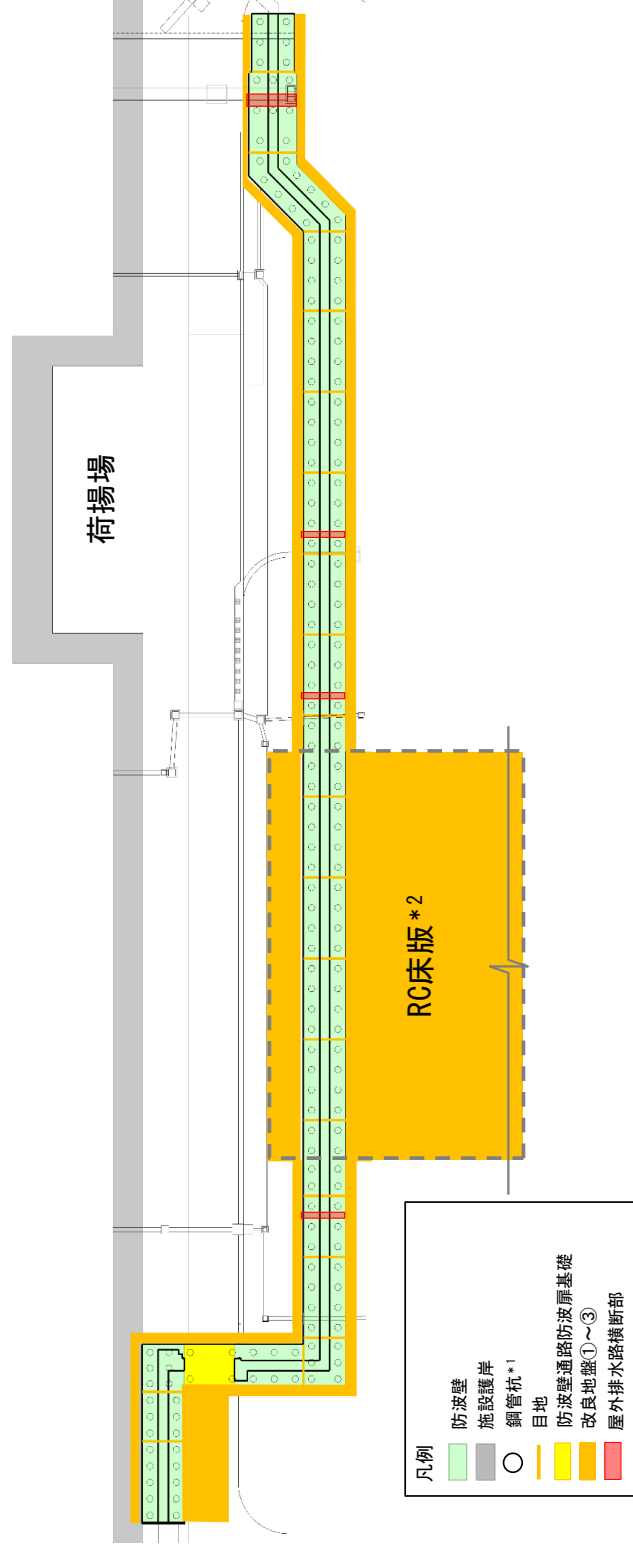 荷揚場
RC床版*2
凡例
防波壁
施設護岸
鋼管杭*1
目地
防波壁通路防波扉基礎
改良地盤①~③
屋外排水路横断部